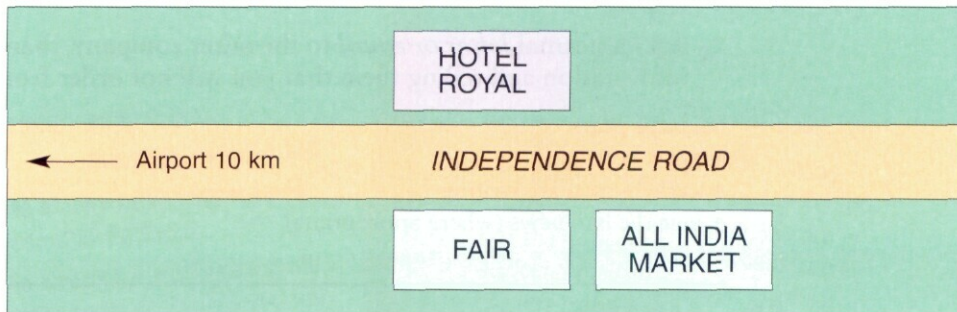 HOTEL
ROYAL
Airport 10 km
INDEPENDENCE ROAD
FAIR
ALL INDIA
MARKET